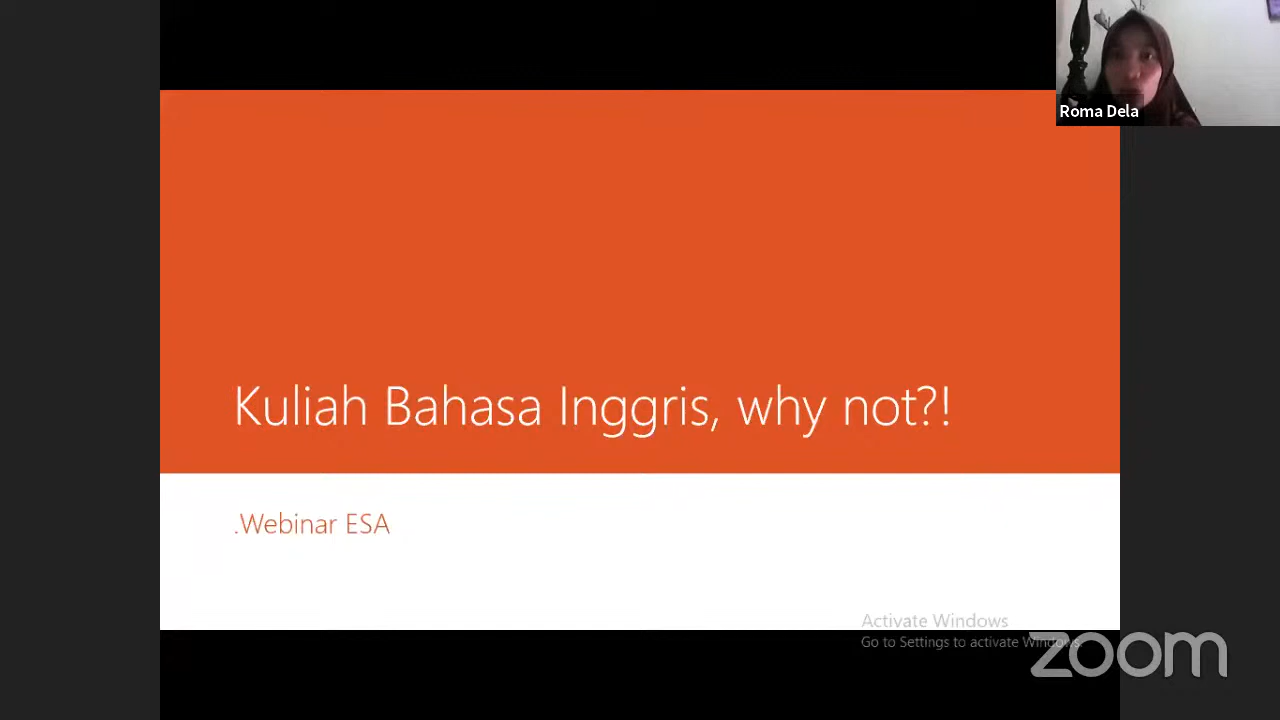 Roma Dela
Kuliah Bahasa Inggris, why not?!
.Webinar ESA
Activate Windows
Go to Settings to activate Windows.
zoom